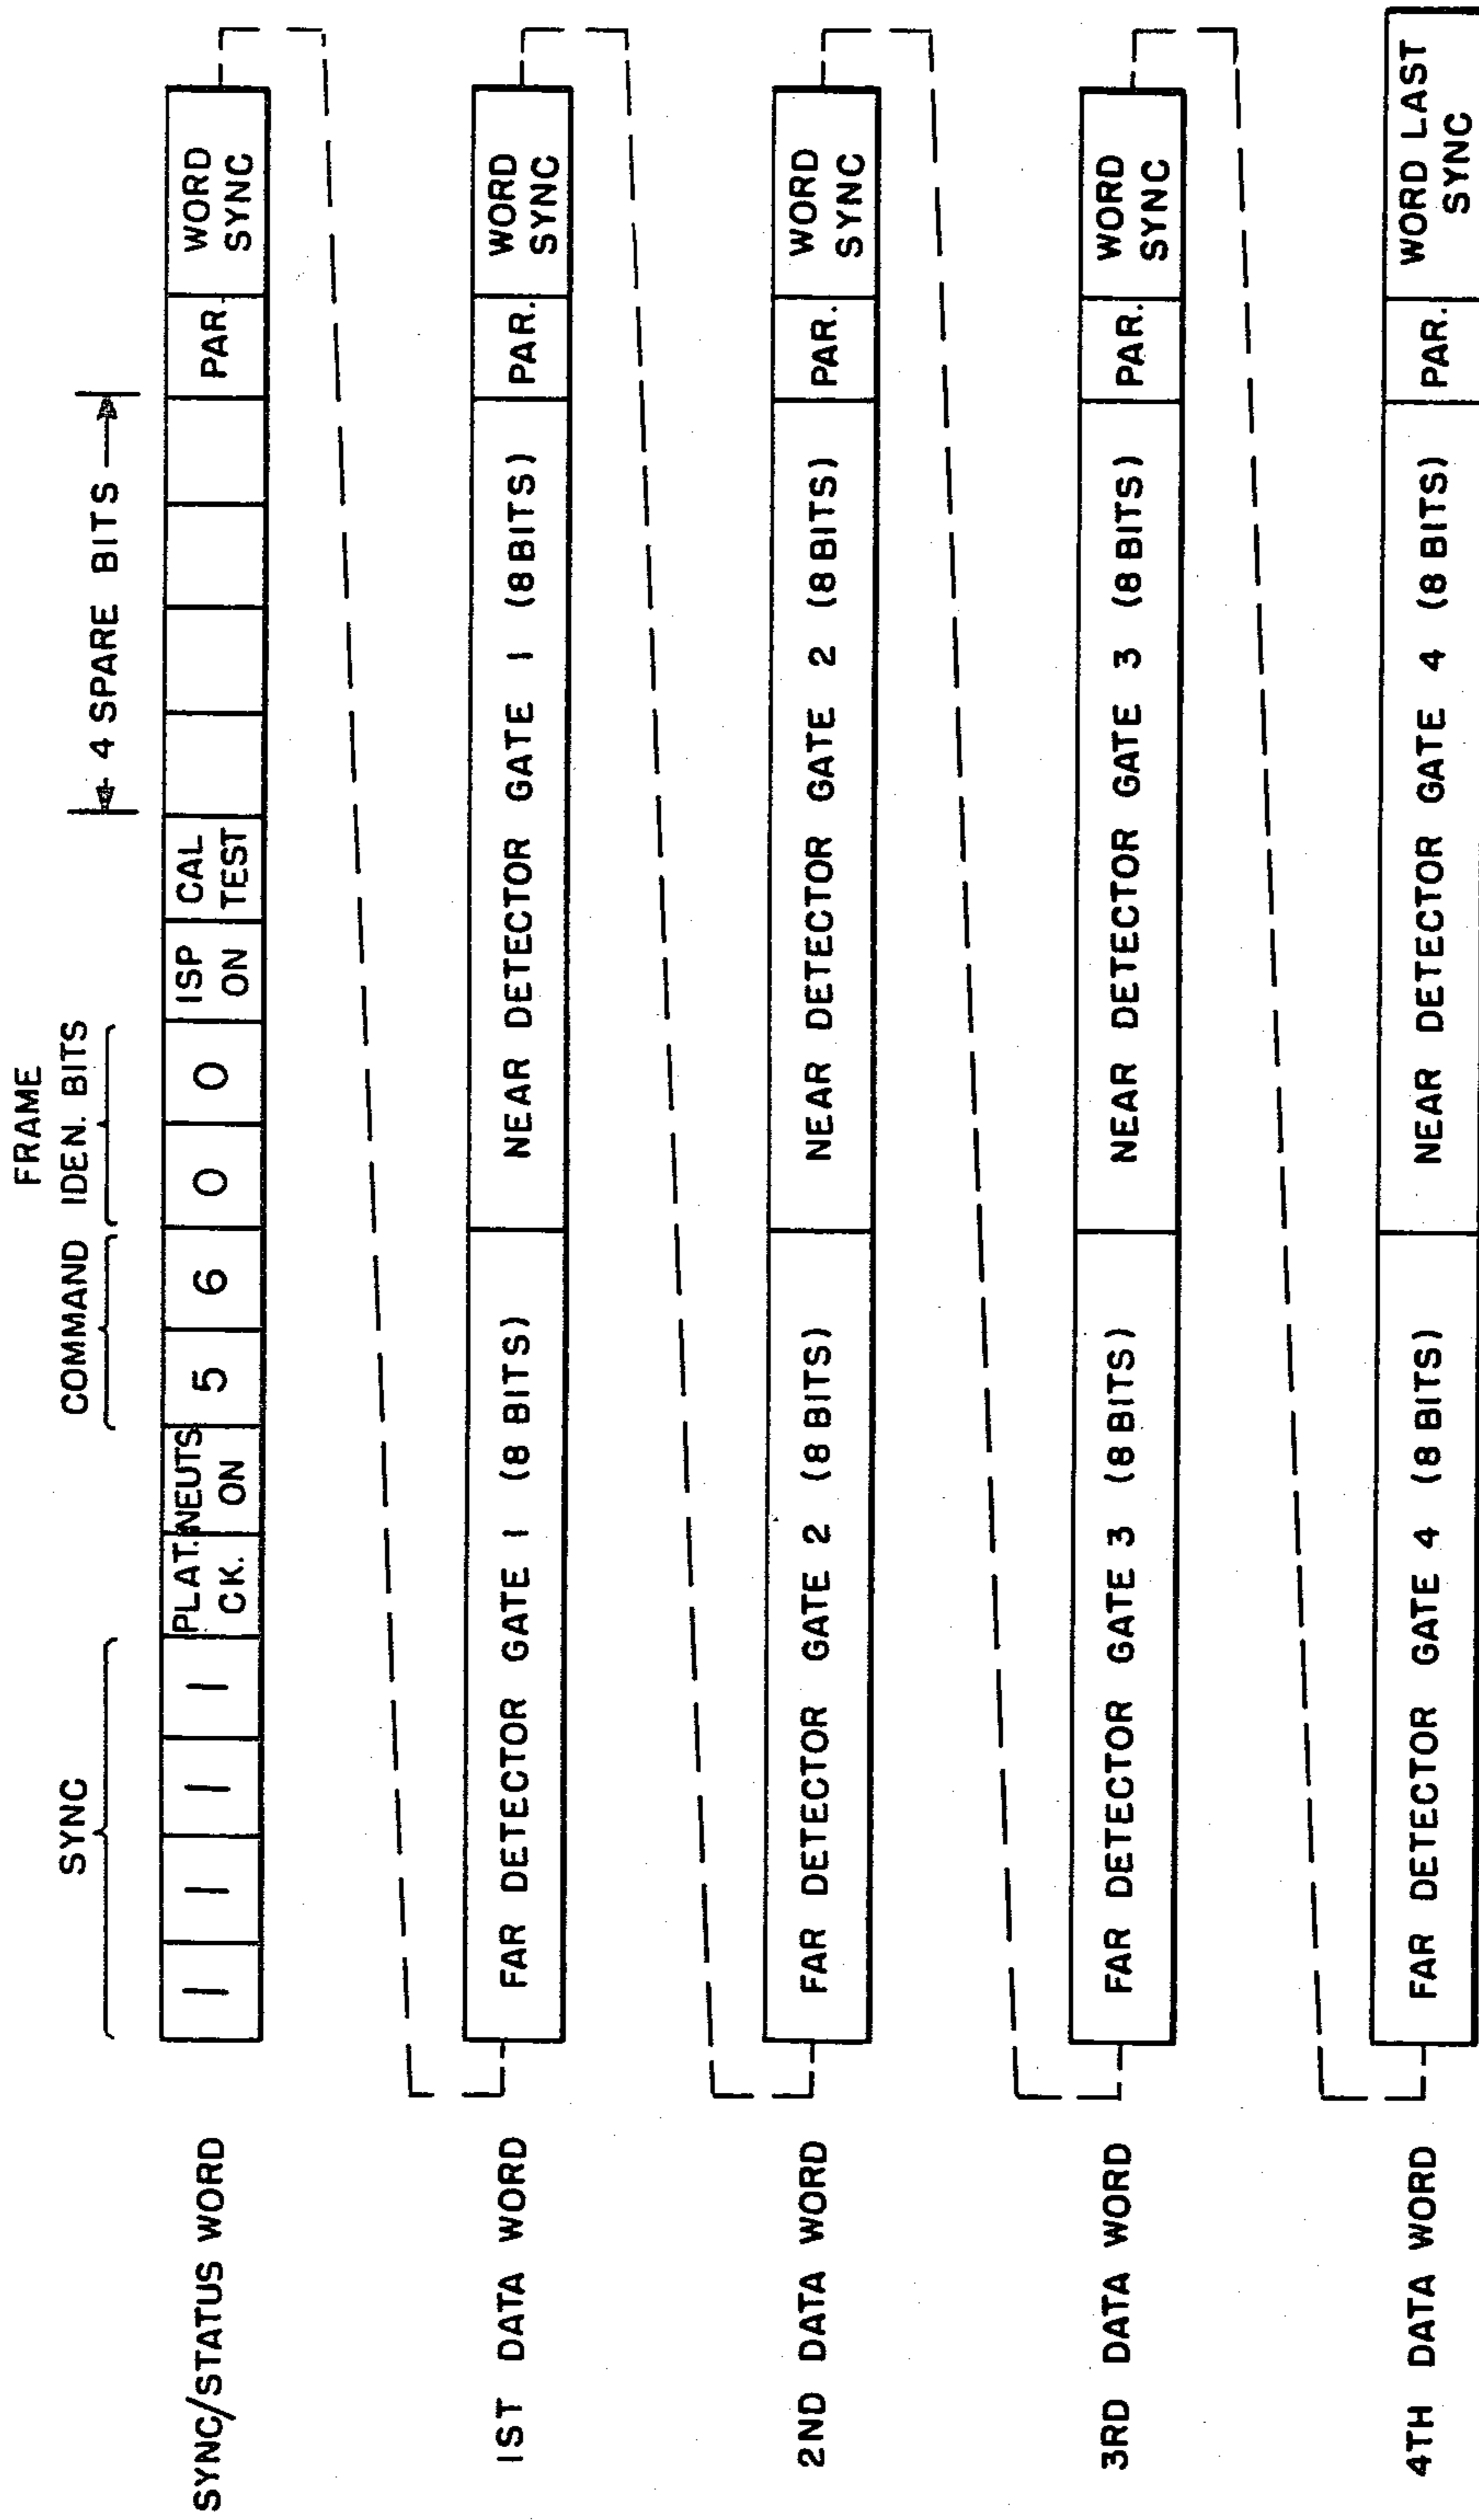 FRAME
SYNC COMMAND IDEN. BITS 4 SPARE BITS
SYNC/STATUS WORD
1 1 1 1 PLAT. CK. NEUTS ON 5 6 0 0 ISP ON CAL TEST PAR. WORD SYNC
1ST DATA WORD
FAR DETECTOR GATE 1 (8 BITS) NEAR DETECTOR GATE 1 (8 BITS) PAR. WORD SYNC
2ND DATA WORD
FAR DETECTOR GATE 2 (8 BITS) NEAR DETECTOR GATE 2 (8 BITS) PAR. WORD SYNC
3RD DATA WORD
FAR DETECTOR GATE 3 (8 BITS) NEAR DETECTOR GATE 3 (8 BITS) PAR. WORD SYNC
4TH DATA WORD
FAR DETECTOR GATE 4 (8 BITS) NEAR DETECTOR GATE 4 (8 BITS) PAR. WORD LAST SYNC